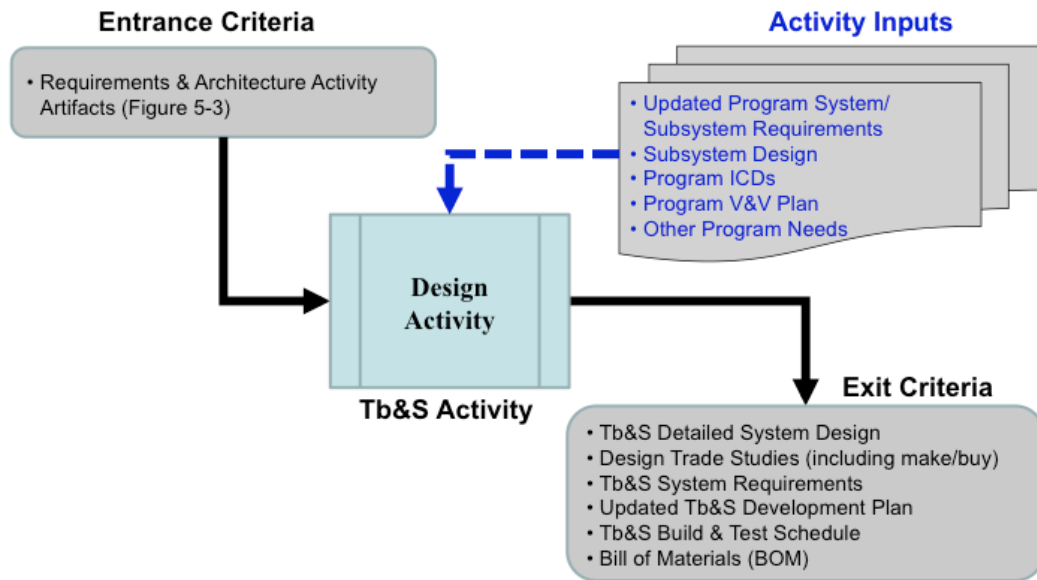 Entrance Criteria
• Requirements & Architecture Activity
Artifacts (Figure 5-3)
Activity Inputs
• Updated Program System/
Subsystem Requirements
• Subsystem Design
• Program ICDs
• Program V&V Plan
• Other Program Needs
Design
Activity
Tb&S Activity
Exit Criteria
• Tb&S Detailed System Design
• Design Trade Studies (including make/buy)
• Tb&S System Requirements
• Updated Tb&S Development Plan
• Tb&S Build & Test Schedule
• Bill of Materials (BOM)